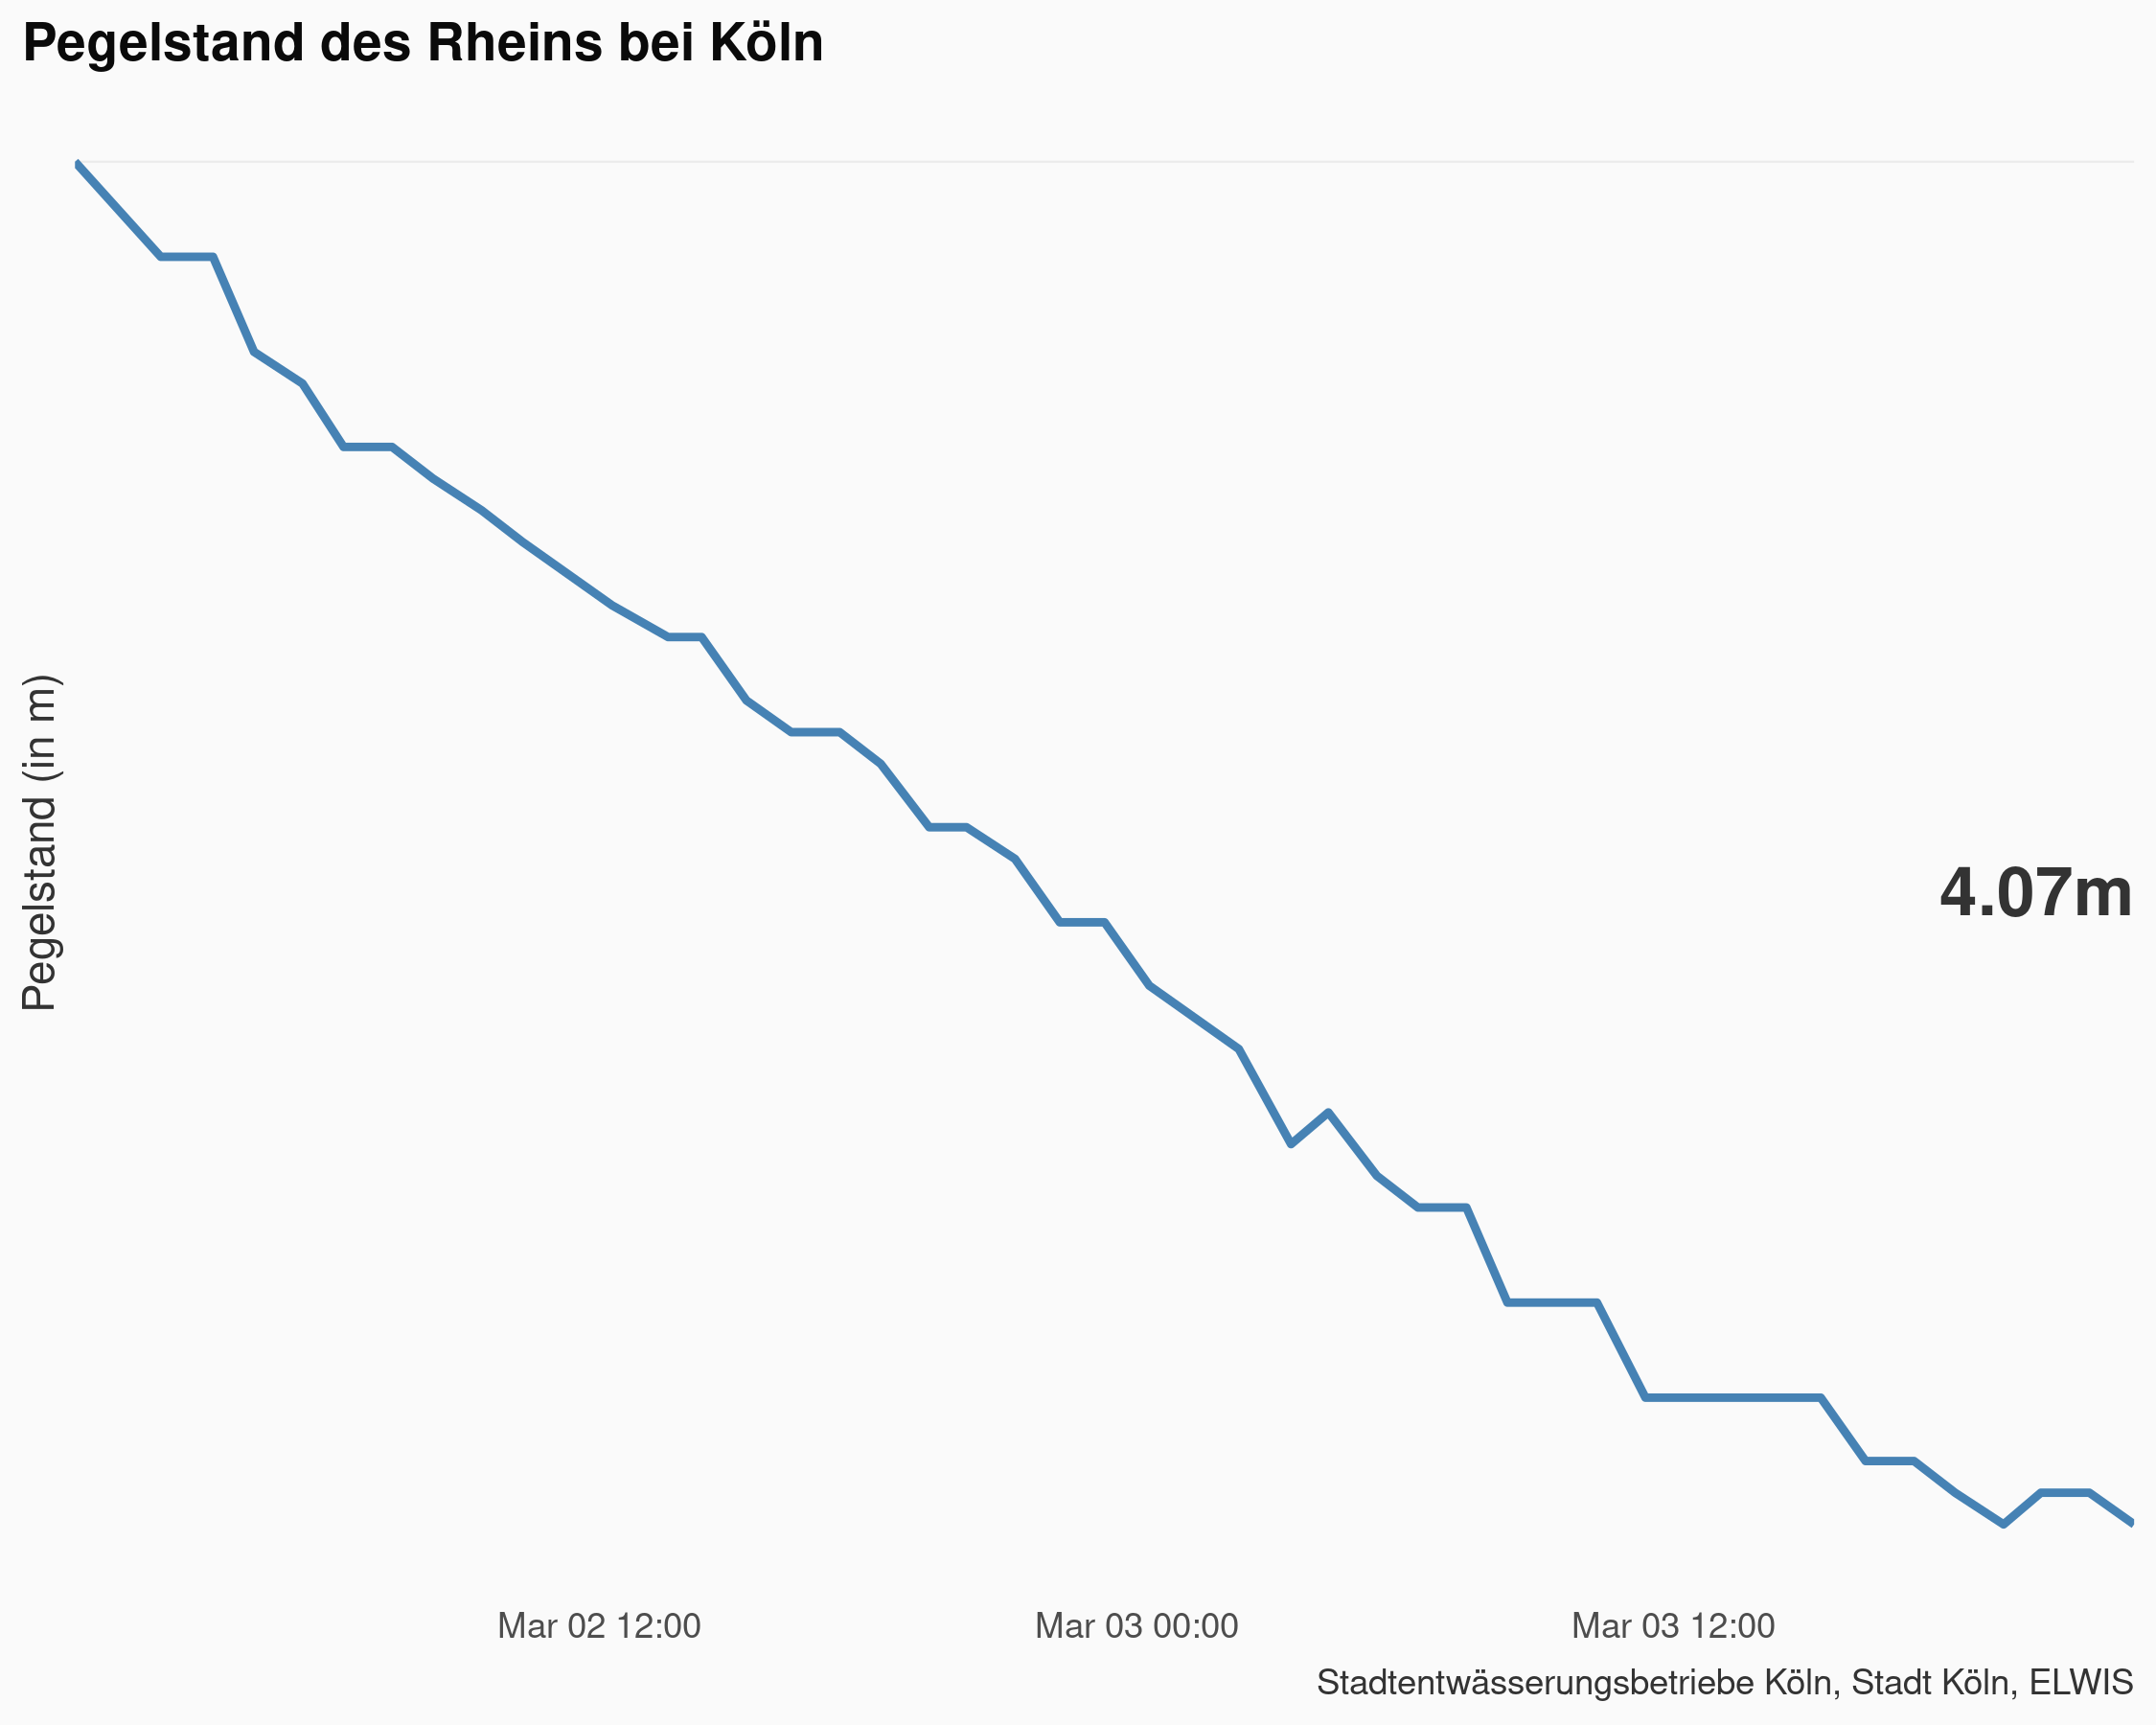 Pegelstand des Rheins bei Köln
Pegelstand (in m)
4.07m
Mar 02 12:00
Mar 03 00:00
Mar 03 12:00
Stadtentwässerungsbetriebe Köln, Stadt Köln, ELWIS